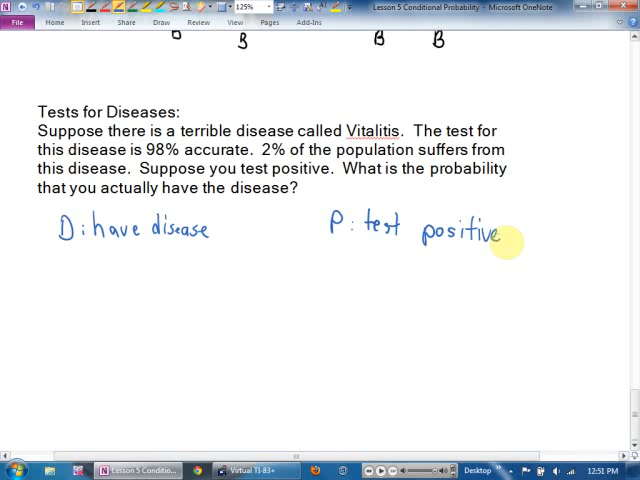 Lesson 5 Conditional Probability - Microsoft OneNote
125%
File Home Insert Share Draw Review View Add-Ins
B B B B
Tests for Diseases:
Suppose there is a terrible disease called Vitalitis. The test for
this disease is 98% accurate. 2% of the population suffers from
this disease. Suppose you test positive. What is the probability
that you actually have the disease?
D: have disease P: test positive
Lesson 5 Conditio... Virtual TI-83+ Desktop 12:51 PM